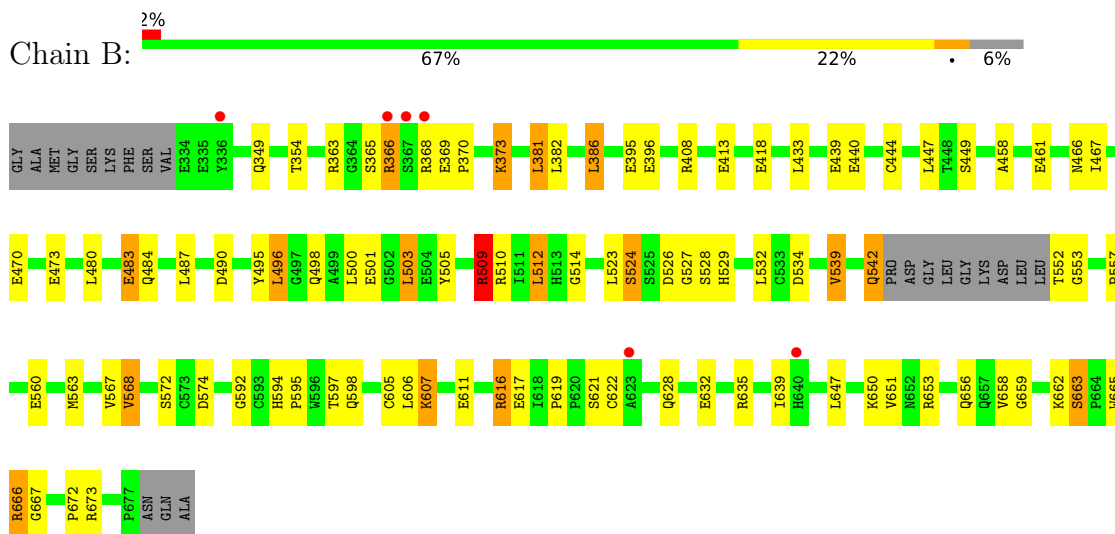 2%
Chain B:
67% 22% • 6%
GLY ALA MET GLY SER LYS PHE SER VAL E334 E335 Y336 Q349 T354 R363 G364 S365 R366 S367 R368 E369 P370 K373 L381 L382 L386 E395 E396 R408 E413 E418 L433 E439 E440 C444 L447 T448 S449 A458 E461 N466 I467
E470 E473 L480 E483 Q484 L487 D490 Y495 L496 G497 Q498 A499 L500 E501 G502 L503 E504 Y505 R509 R510 I511 L512 H513 G514 L523 S524 S525 D526 G527 S528 H529 L532 C533 D534 V539 Q542 PRO ASP GLY LEU GLY LYS ASP LEU LEU T552 G553
E560 M563 V567 V568 S572 C573 D574 G592 C593 H594 P595 W596 T597 Q598 C605 L606 K607 E611 R616 E617 I618 P619 P620 S621 C622 A623 Q628 E632 R635 I639 H640 L647 K650 V651 N652 R653 Q656 Q657 V658 G659 K662 S663 P664
R666 G667 P672 R673 P677 ASN GLN ALA